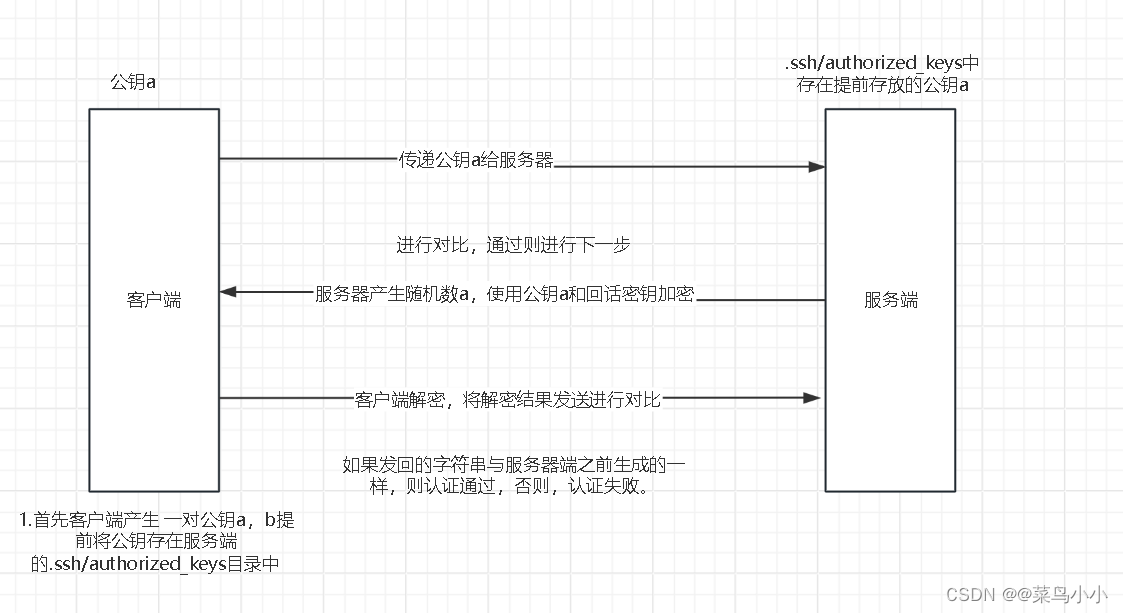 公钥a
.ssh/authorized_keys中
存在提前存放的公钥a
传递公钥a给服务器
进行对比，通过则进行下一步
服务器产生随机数a，使用公钥a和回话密钥加密
客户端
服务端
客户端解密，将解密结果发送进行对比
如果发回的字符串与服务器端之前生成的一
样，则认证通过，否则，认证失败。
1.首先客户端产生 一对公钥a，b提
前将公钥存在服务端
的.ssh/authorized_keys目录中
CSDN @@菜鸟小小